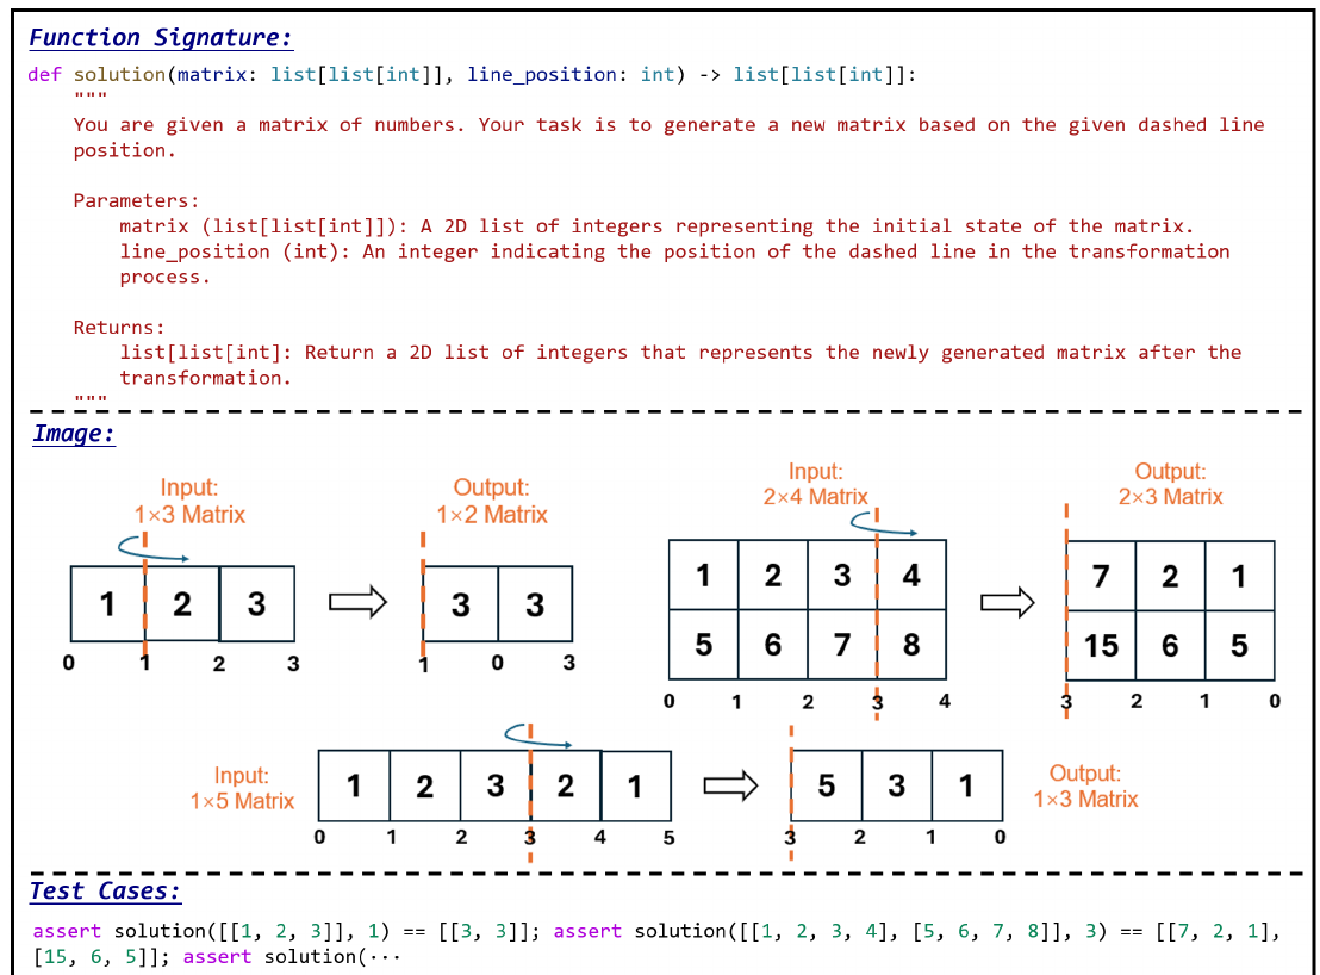 Function Signature:
def solution(matrix: list[list[int]], line_position: int) -> list[list[int]]:
"""
You are given a matrix of numbers. Your task is to generate a new matrix based on the given dashed line
position.
Parameters:
matrix (list[list[int]]): A 2D list of integers representing the initial state of the matrix.
line_position (int): An integer indicating the position of the dashed line in the transformation
process.
Returns:
list[list[int]: Return a 2D list of integers that represents the newly generated matrix after the
transformation.
"""
Image:
Input:
1×3 Matrix
1 2 3
0 1 2 3
Output:
1×2 Matrix
3 3
1 0 3
Input:
2×4 Matrix
1 2 3 4
5 6 7 8
0 1 2 3 4
Output:
2×3 Matrix
7 2 1
15 6 5
3 2 1 0
Input:
1×5 Matrix
1 2 3 2 1
0 1 2 3 4 5
5 3 1
3 2 1 0
Output:
1×3 Matrix
Test Cases:
assert solution([[1, 2, 3]], 1) == [[3, 3]]; assert solution([[1, 2, 3, 4], [5, 6, 7, 8]], 3) == [[7, 2, 1],
[15, 6, 5]]; assert solution(···